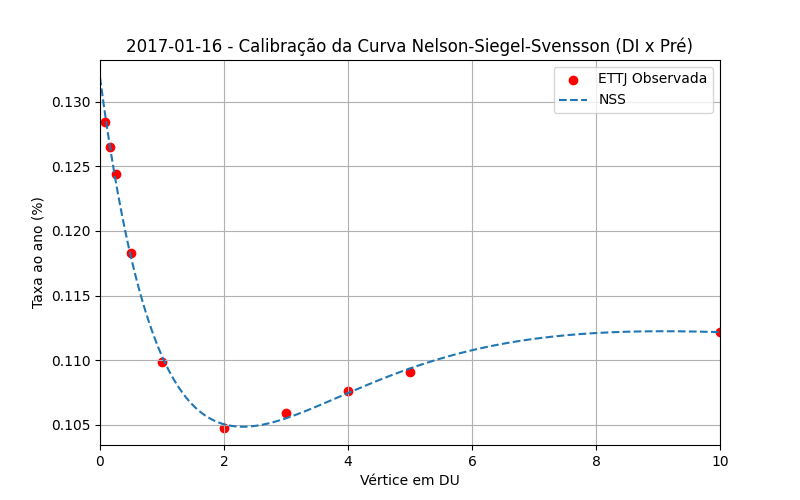 2017-01-16 - Calibração da Curva Nelson-Siegel-Svensson (DI x Pré)
ETTJ Observada
NSS
Taxa ao ano (%)
0.130
0.125
0.120
0.115
0.110
0.105
0 2 4 6 8 10
Vértice em DU